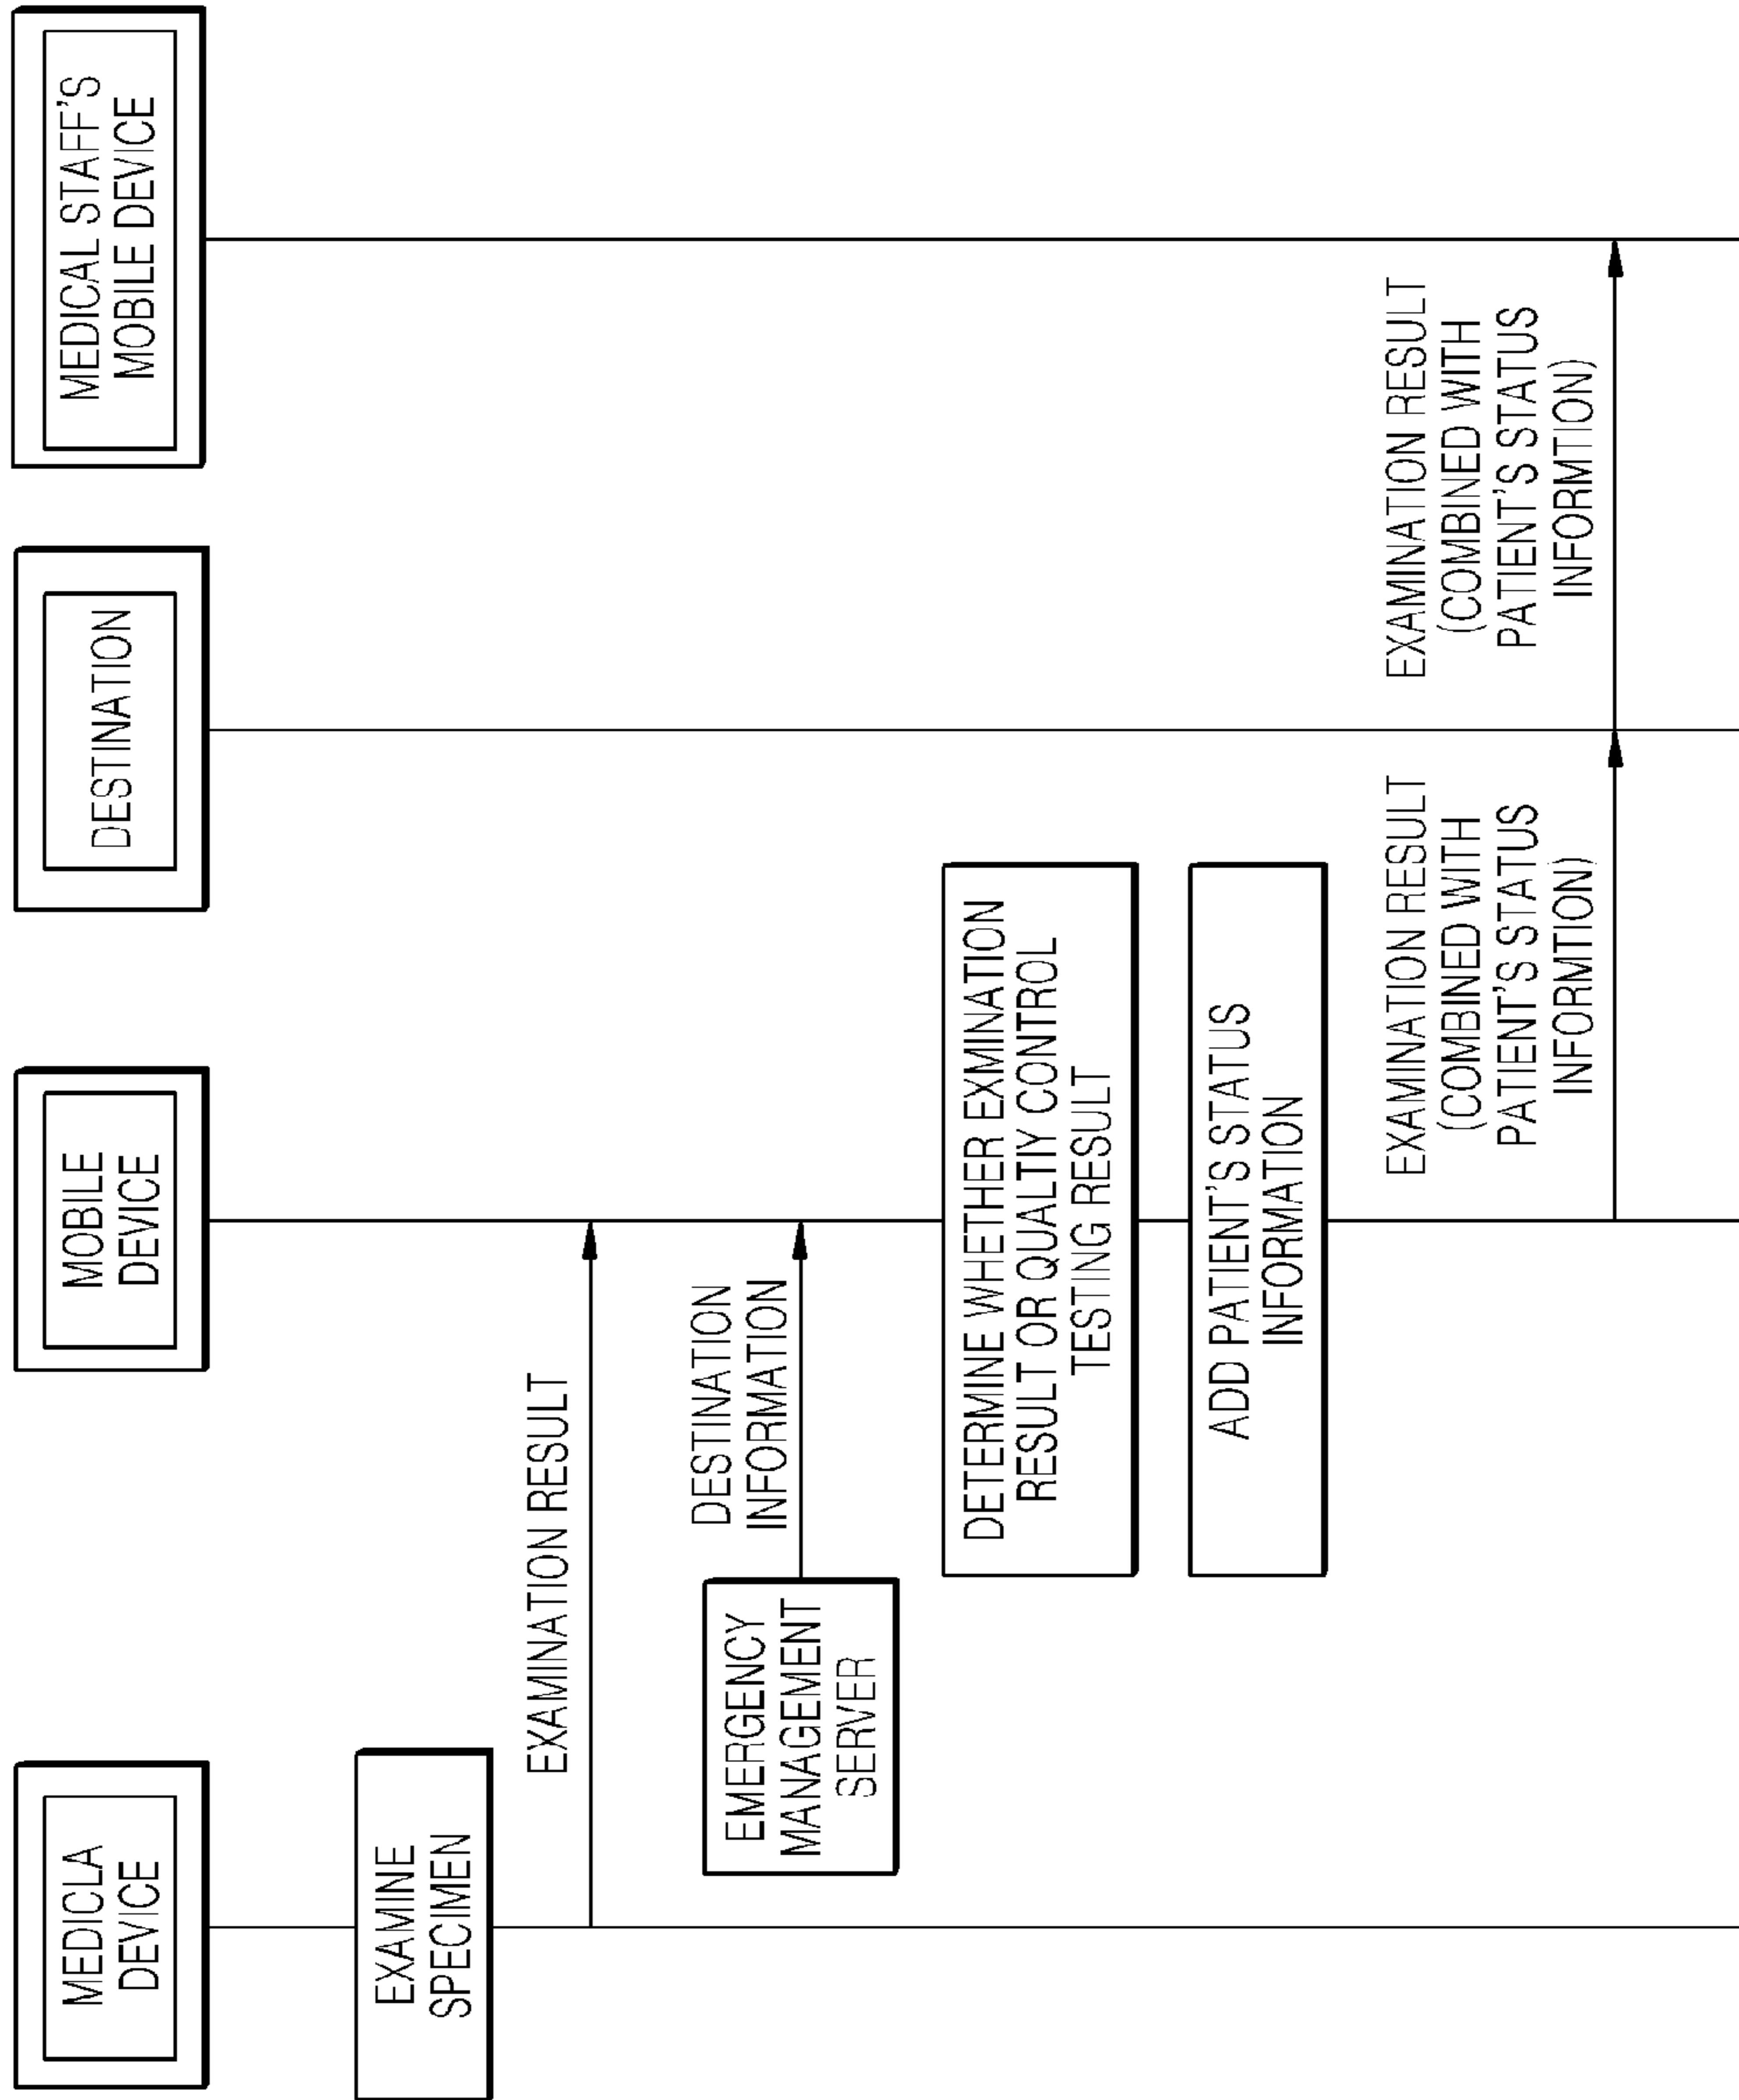 MEDICLA
DEVICE
MOBILE
DEVICE
DESTINATION
MEDICAL STAFF'S
MOBILE DEVICE
EXAMINE
SPECIMEN
EXAMINATION RESULT
EMERGENCY
MANAGEMENT
SERVER
DESTINATION
INFORMATION
DETERMINE WHETHER EXMINATION
RESULT OR QUALTIY CONTROL
TESTING RESULT
ADD PATIENT'S STATUS
INFORMATION
EXAMINATION RESULT
(COMBINED WITH
PATIENT'S STATUS
INFORMTION)
EXAMINATION RESULT
(COMBINED WITH
PATIENT'S STATUS
INFORMTION)